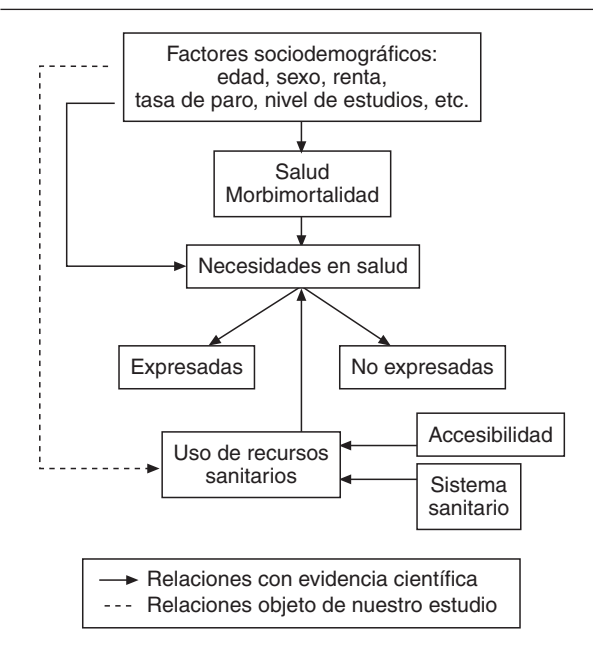 Factores sociodemográficos:
edad, sexo, renta,
tasa de paro, nivel de estudios, etc.
Salud
Morbimortalidad
Necesidades en salud
Expresadas
No expresadas
Uso de recursos
sanitarios
Accesibilidad
Sistema
sanitario
Relaciones con evidencia científica
Relaciones objeto de nuestro estudio